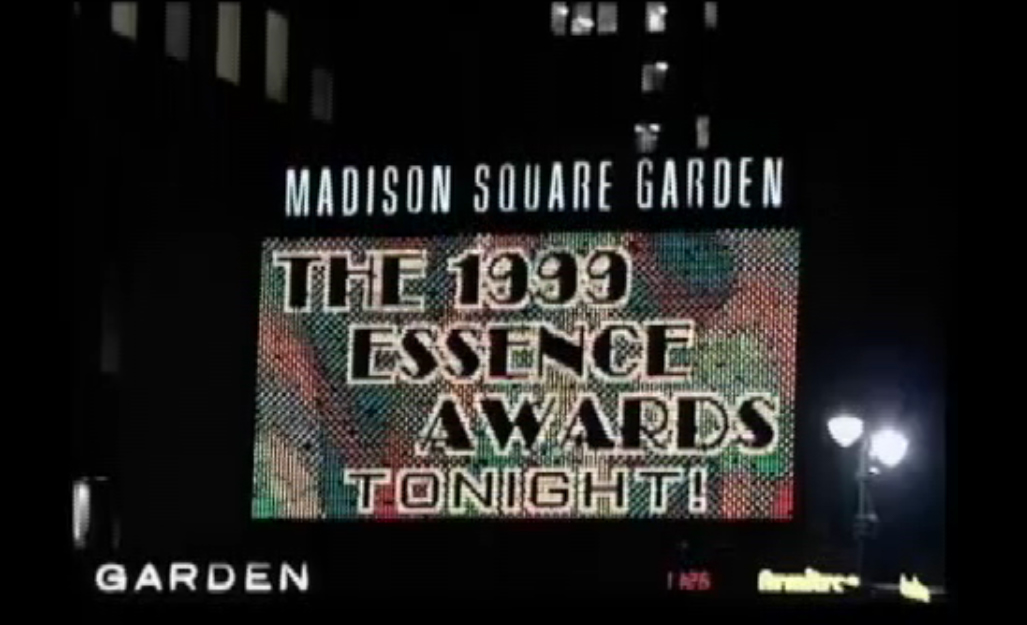 MADISON SQUARE GARDEN
THE 1999
ESSENCE
AWARDS
TONIGHT!
GARDEN